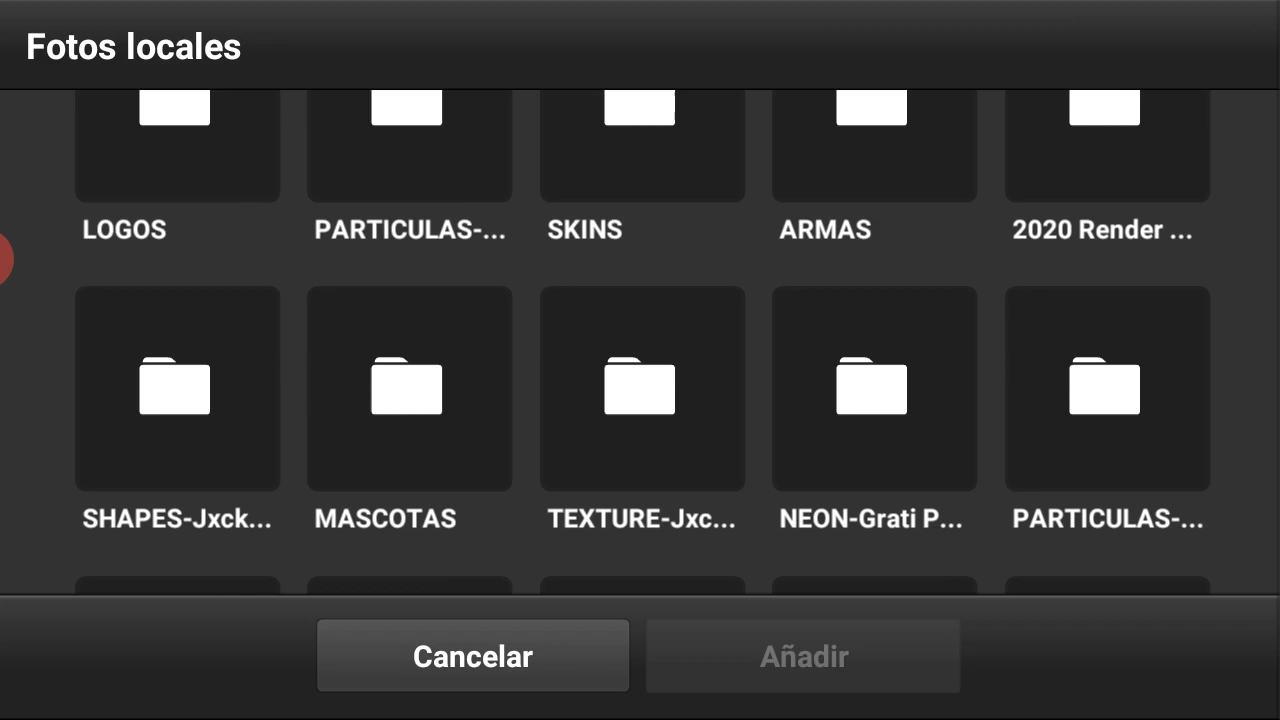 Fotos locales
LOGOS
PARTICULAS-...
SKINS
ARMAS
2020 Render ...
SHAPES-Jxck...
MASCOTAS
TEXTURE-Jxc...
NEON-Grati P...
PARTICULAS-...
Cancelar
Añadir